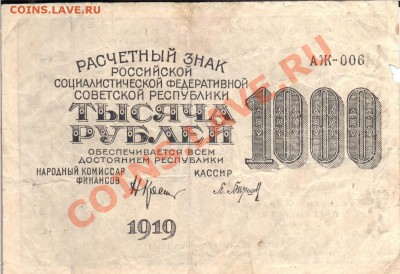 COINS.LAVE.RU
АЖ-006
РАСЧЕТНЫЙ ЗНАК
РОССИЙСКОЙ
СОЦИАЛИСТИЧЕСКОЙ ФЕДЕРАТИВНОЙ
СОВЕТСКОЙ РЕСПУБЛИКИ
ТЫСЯЧА
РУБЛЕЙ
1000
ОБЕСПЕЧИВАЕТСЯ ВСЕМ
ДОСТОЯНИЕМ РЕСПУБЛИКИ
НАРОДНЫЙ КОМИССАР
ФИНАНСОВ
КАССИР
1919
COINS.LAVE.RU